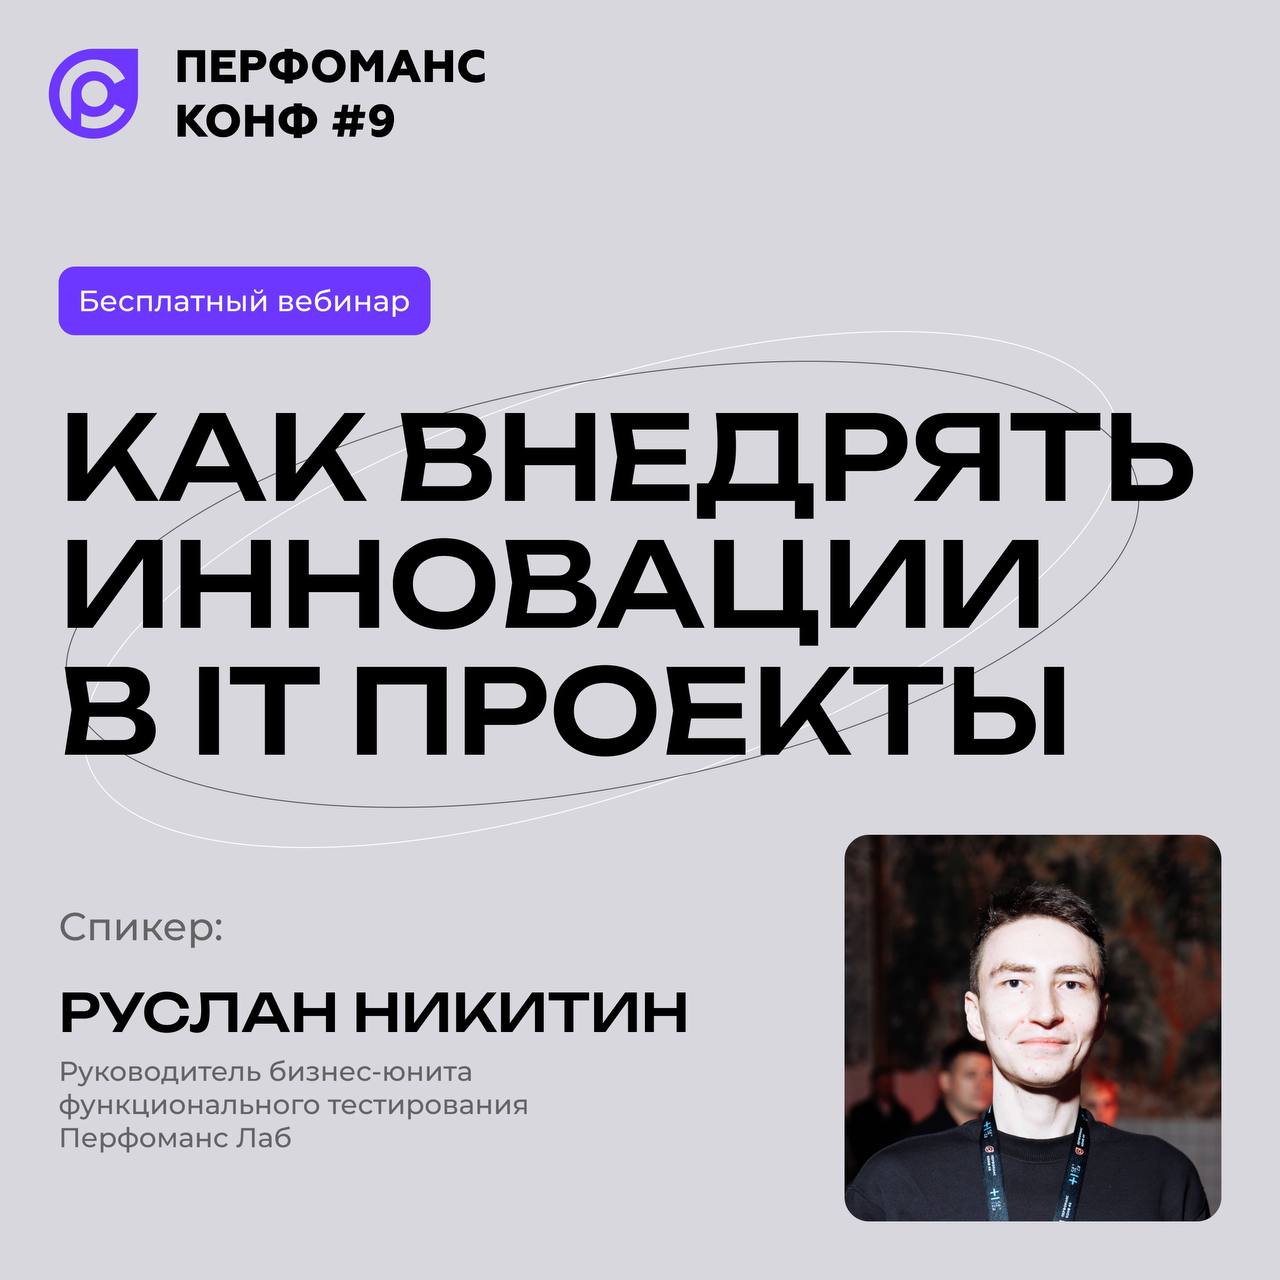 ПЕРФОМАНС
КОНФ #9
Бесплатный вебинар
КАК ВНЕДРЯТЬ
ИННОВАЦИИ
В IT ПРОЕКТЫ
Спикер:
РУСЛАН НИКИТИН
Руководитель бизнес-юнита
функционального тестирования
Перфоманс Лаб